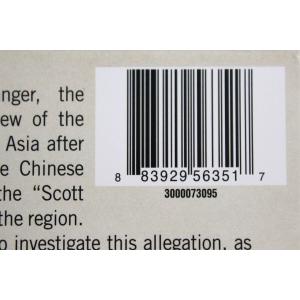 nger, the
ew of the
Asia after
e Chinese
the “Scott
the region.
o investigate this allegation, as
8 83929 56351 7
3000073095